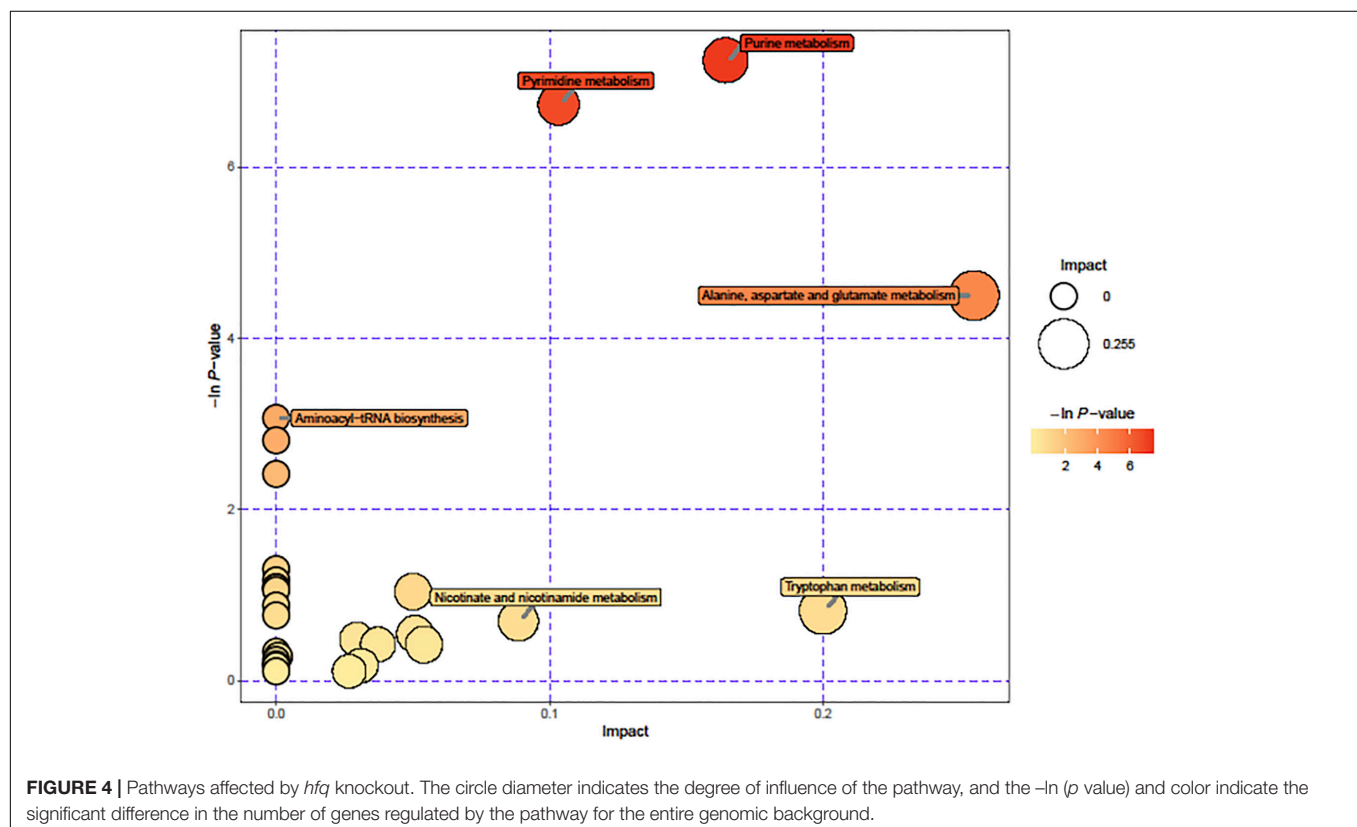 Purine metabolism
Pyrimidine metabolism
6
Alanine, aspartate and glutamate metabolism
Impact
0
0.255
4
−ln P−value
Aminoacyl−tRNA biosynthesis
−ln P−value
2 4 6
2
Tryptophan metabolism
Nicotinate and nicotinamide metabolism
0
0.0 0.1 0.2
Impact
FIGURE 4 | Pathways affected by hfq knockout. The circle diameter indicates the degree of influence of the pathway, and the –ln (p value) and color indicate the
significant difference in the number of genes regulated by the pathway for the entire genomic background.